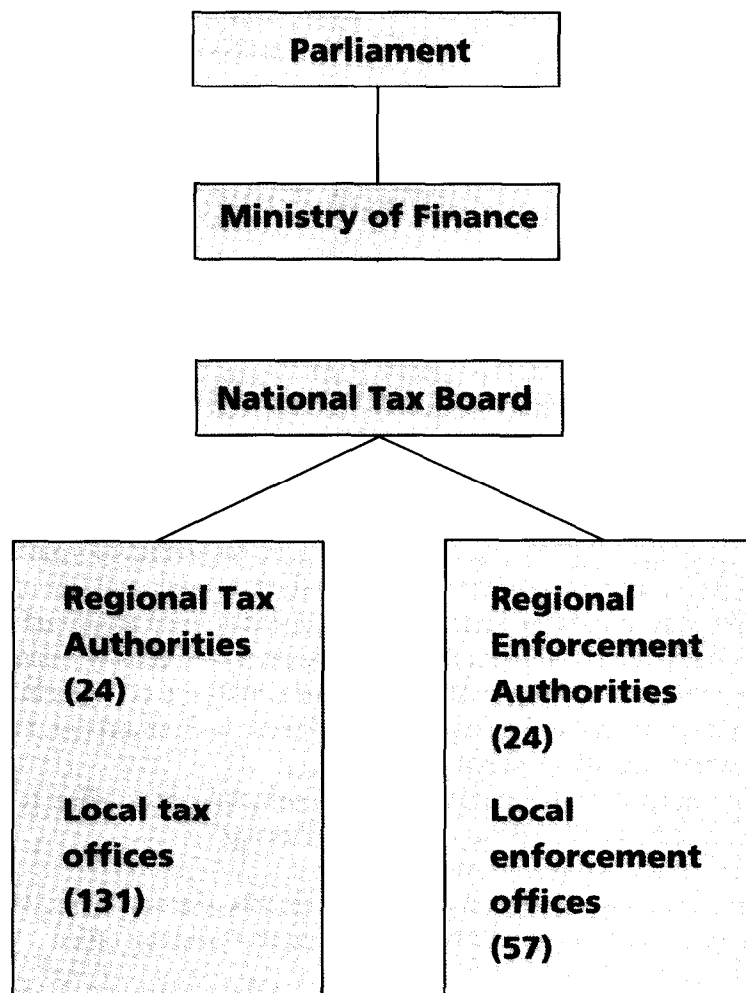 Parliament
Ministry of Finance
National Tax Board
Regional Tax
Authorities
(24)
Local tax
offices
(131)
Regional
Enforcement
Authorities
(24)
Local
enforcement
offices
(57)